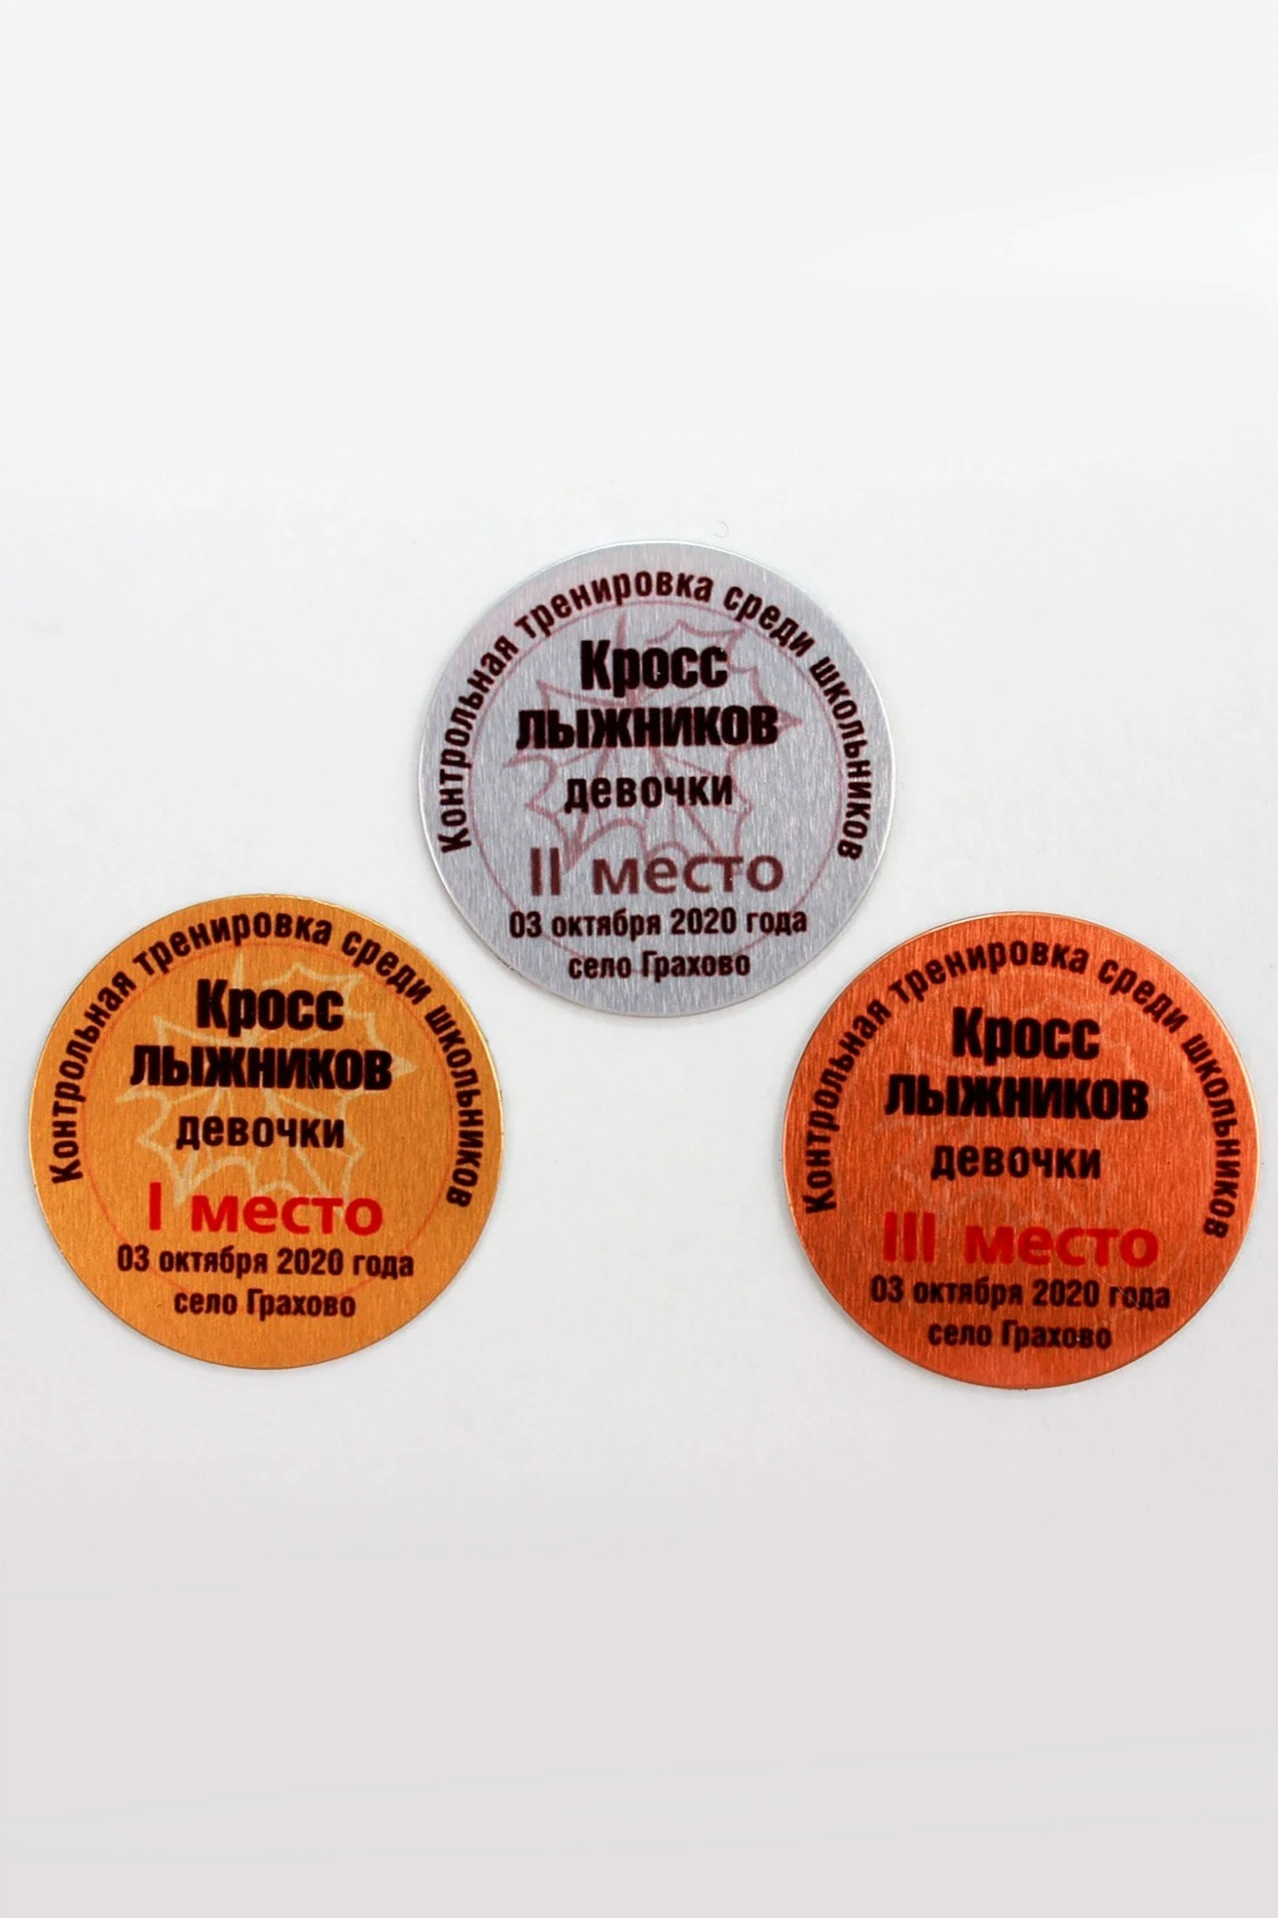 Контрольная тренировка среди школьников
Кросс
лыжников
девочки
II место
03 октября 2020 года
село Грахово
Контрольная тренировка среди школьников
Кросс
лыжников
девочки
I место
03 октября 2020 года
село Грахово
Контрольная тренировка среди школьников
Кросс
лыжников
девочки
III место
03 октября 2020 года
село Грахово